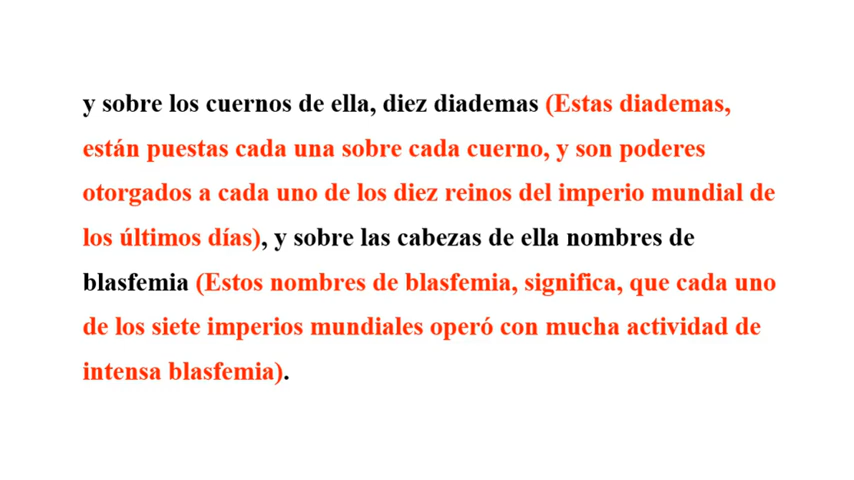 y sobre los cuernos de ella, diez diademas (Estas diademas,
están puestas cada una sobre cada cuerno, y son poderes
otorgados a cada uno de los diez reinos del imperio mundial de
los últimos días), y sobre las cabezas de ella nombres de
blasfemia (Estos nombres de blasfemia, significa, que cada uno
de los siete imperios mundiales operó con mucha actividad de
intensa blasfemia).